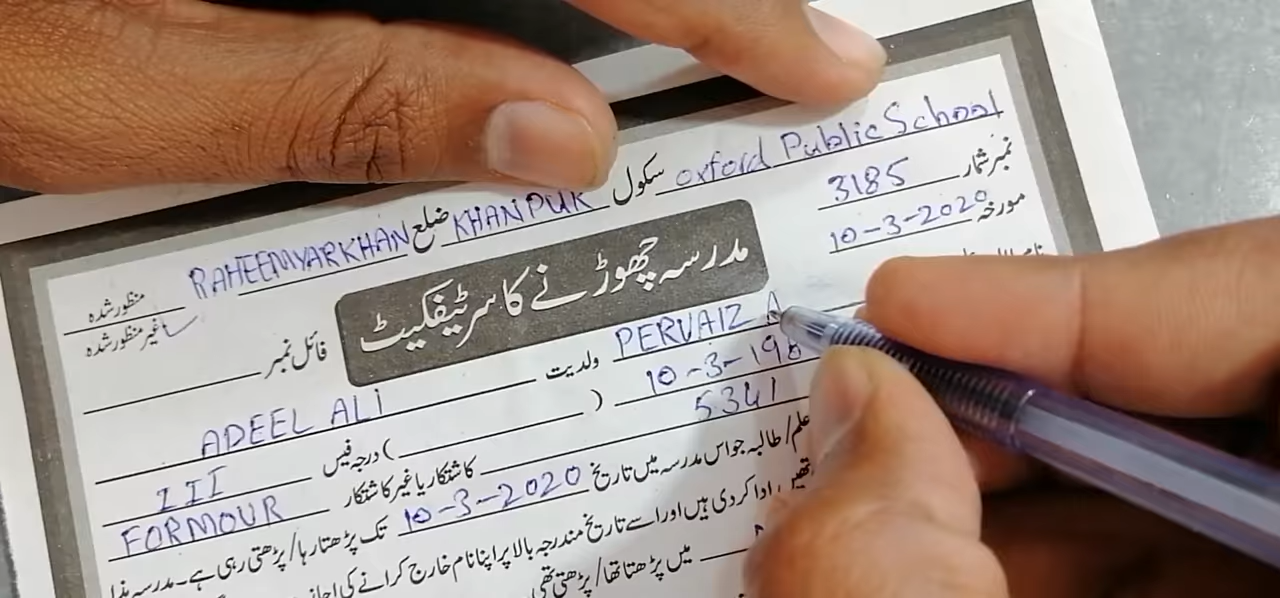 نمبر شمار 3185 سکول oxford Public School ضلع KHANPUR RAHEEMYARKHAN منظور شدہ
مورخہ 10-3-2020 غیر منظور شدہ
مدرسہ چھوڑنے کا سرٹیفکیٹ
فائل نمبر
PERVAIZ A ولدیت ADEEL ALI
10-3-198 ( ) درجہ فیس III
5341 کاشتکار یا غیر کاشتکار FORMOUR
علم/طالبہ جو اس مدرسہ میں تاریخ 10-3-2020 تک پڑھتا رہا/پڑھتی رہی ہے۔ مدرسہ ہذا
ادا کر دی ہیں اور اسے تاریخ مندرجہ بالا پر اپنا نام خارج کرانے کی
میں پڑھتا تھا/پڑھتی تھی